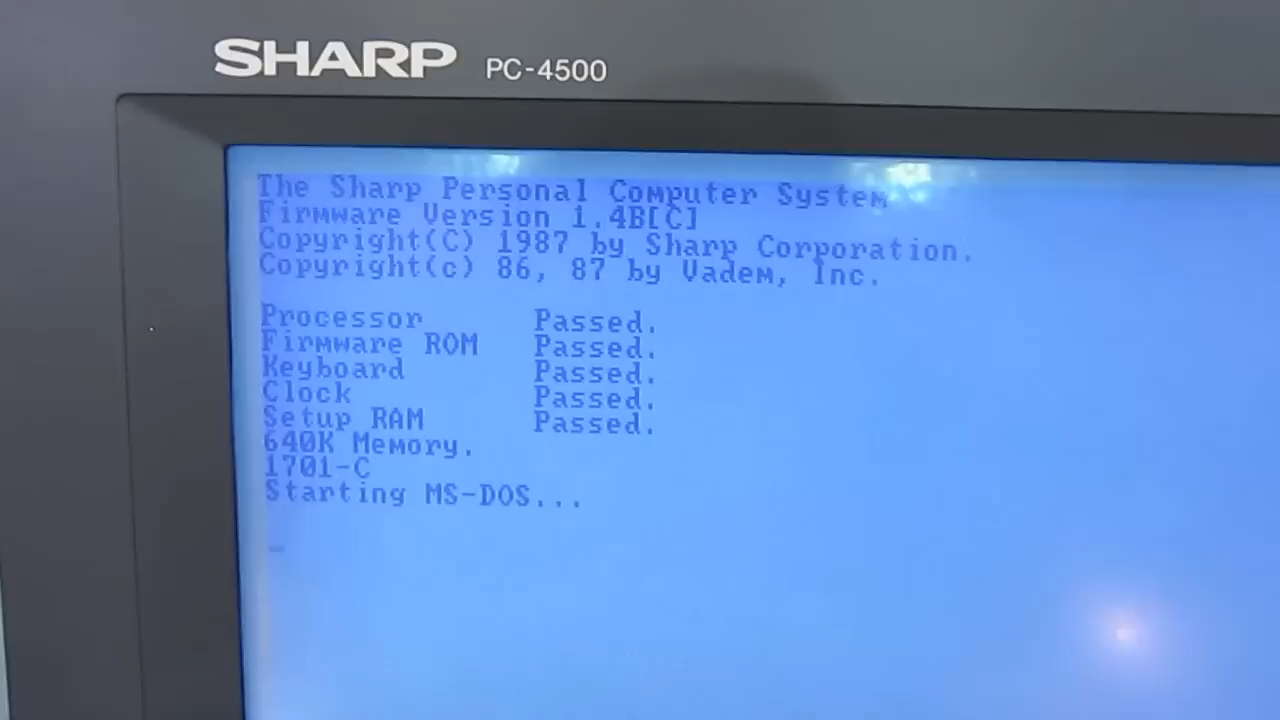 SHARP PC-4500
The Sharp Personal Computer System
Firmware Version 1.4B[C]
Copyright(C) 1987 by Sharp Corporation.
Copyright(c) 86, 87 by Vadem, Inc.
Processor Passed.
Firmware ROM Passed.
Keyboard Passed.
Clock Passed.
Setup RAM Passed.
640K Memory.
1701-C
Starting MS-DOS...